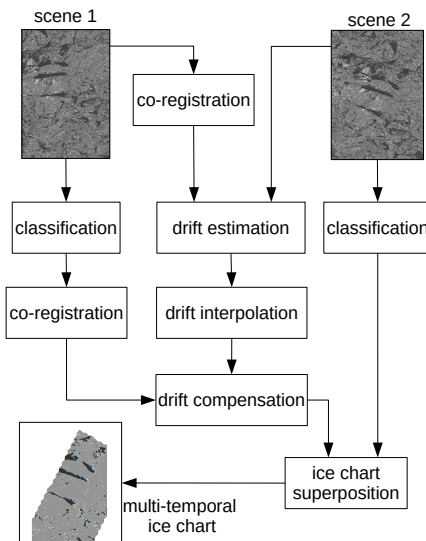 scene 1
scene 2
co-registration
classification
drift estimation
classification
co-registration
drift interpolation
drift compensation
ice chart
superposition
multi-temporal
ice chart